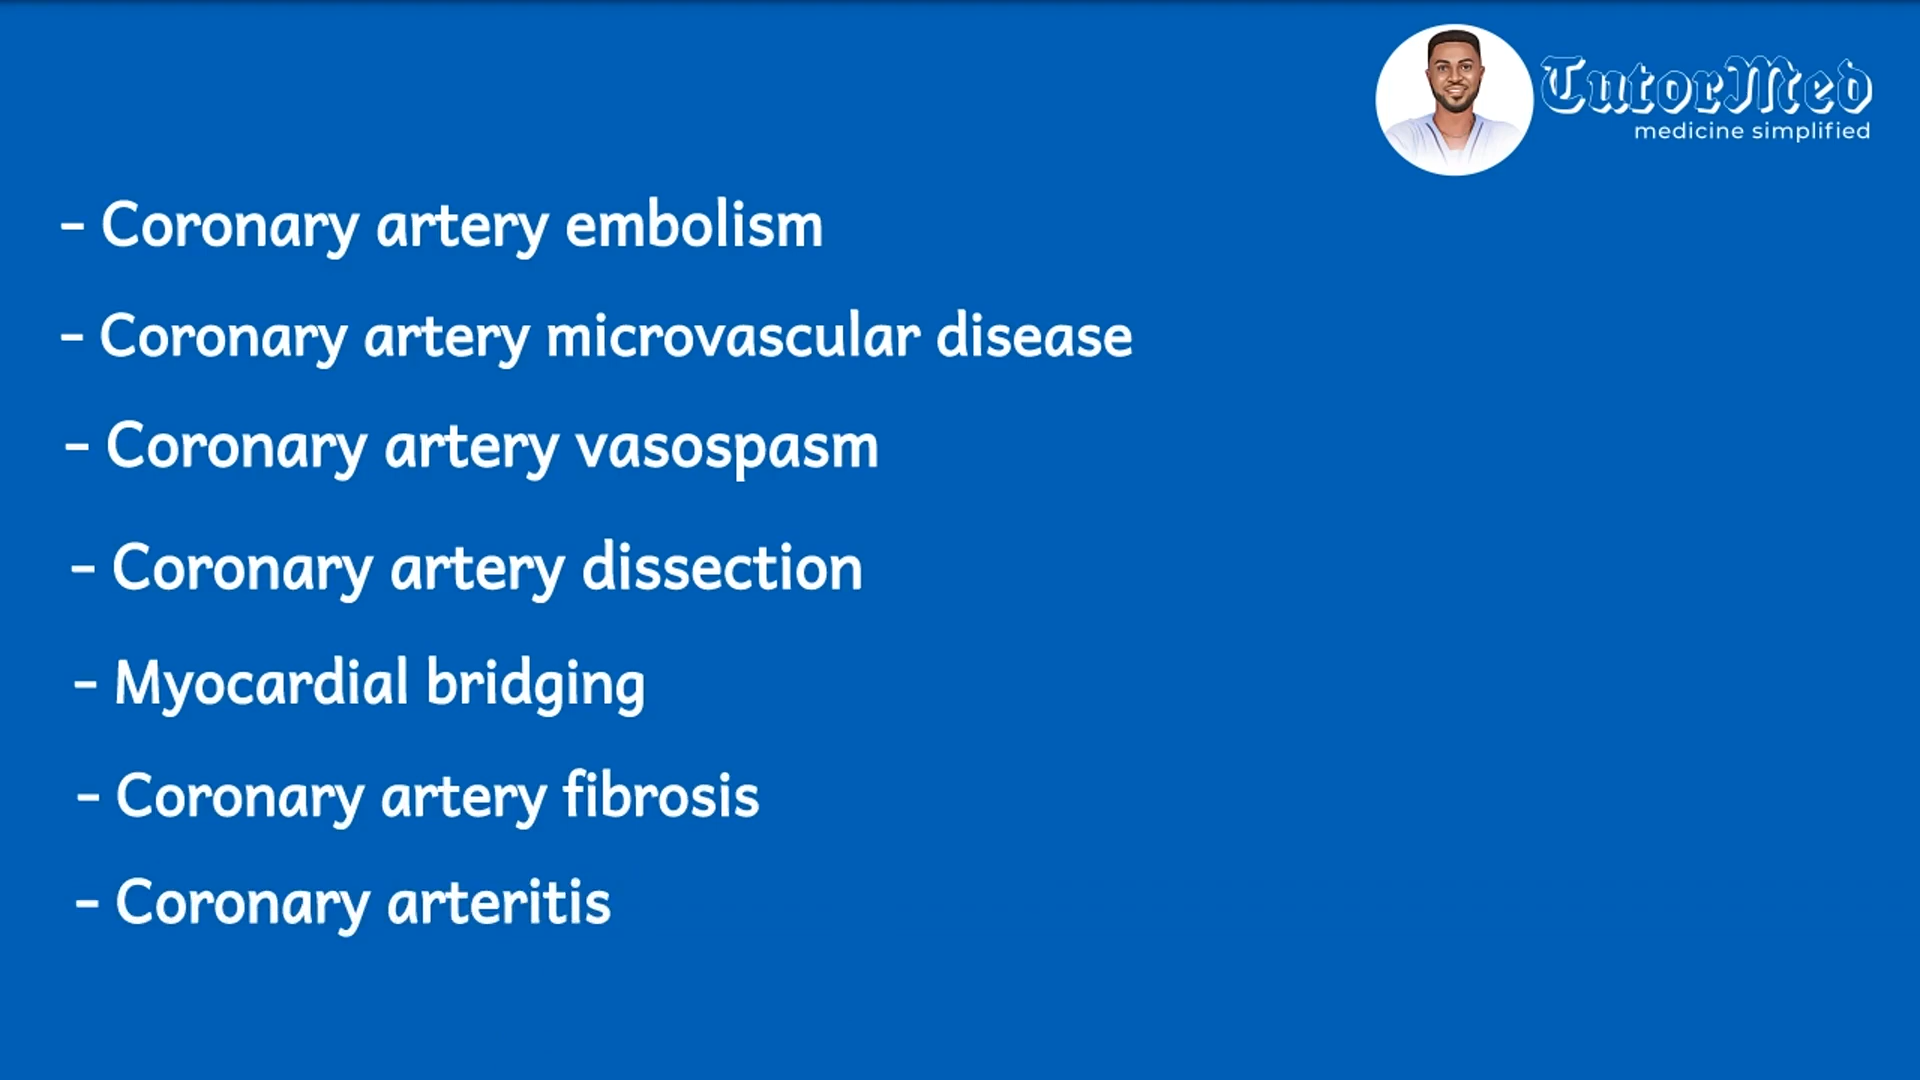 TutorMed
medicine simplified
- Coronary artery embolism
- Coronary artery microvascular disease
- Coronary artery vasospasm
- Coronary artery dissection
- Myocardial bridging
- Coronary artery fibrosis
- Coronary arteritis